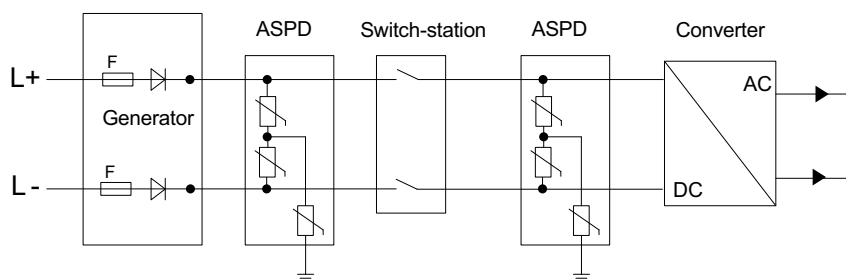 ASPD
Switch-station
ASPD
Converter
L+
F
AC
Generator
F
L -
DC